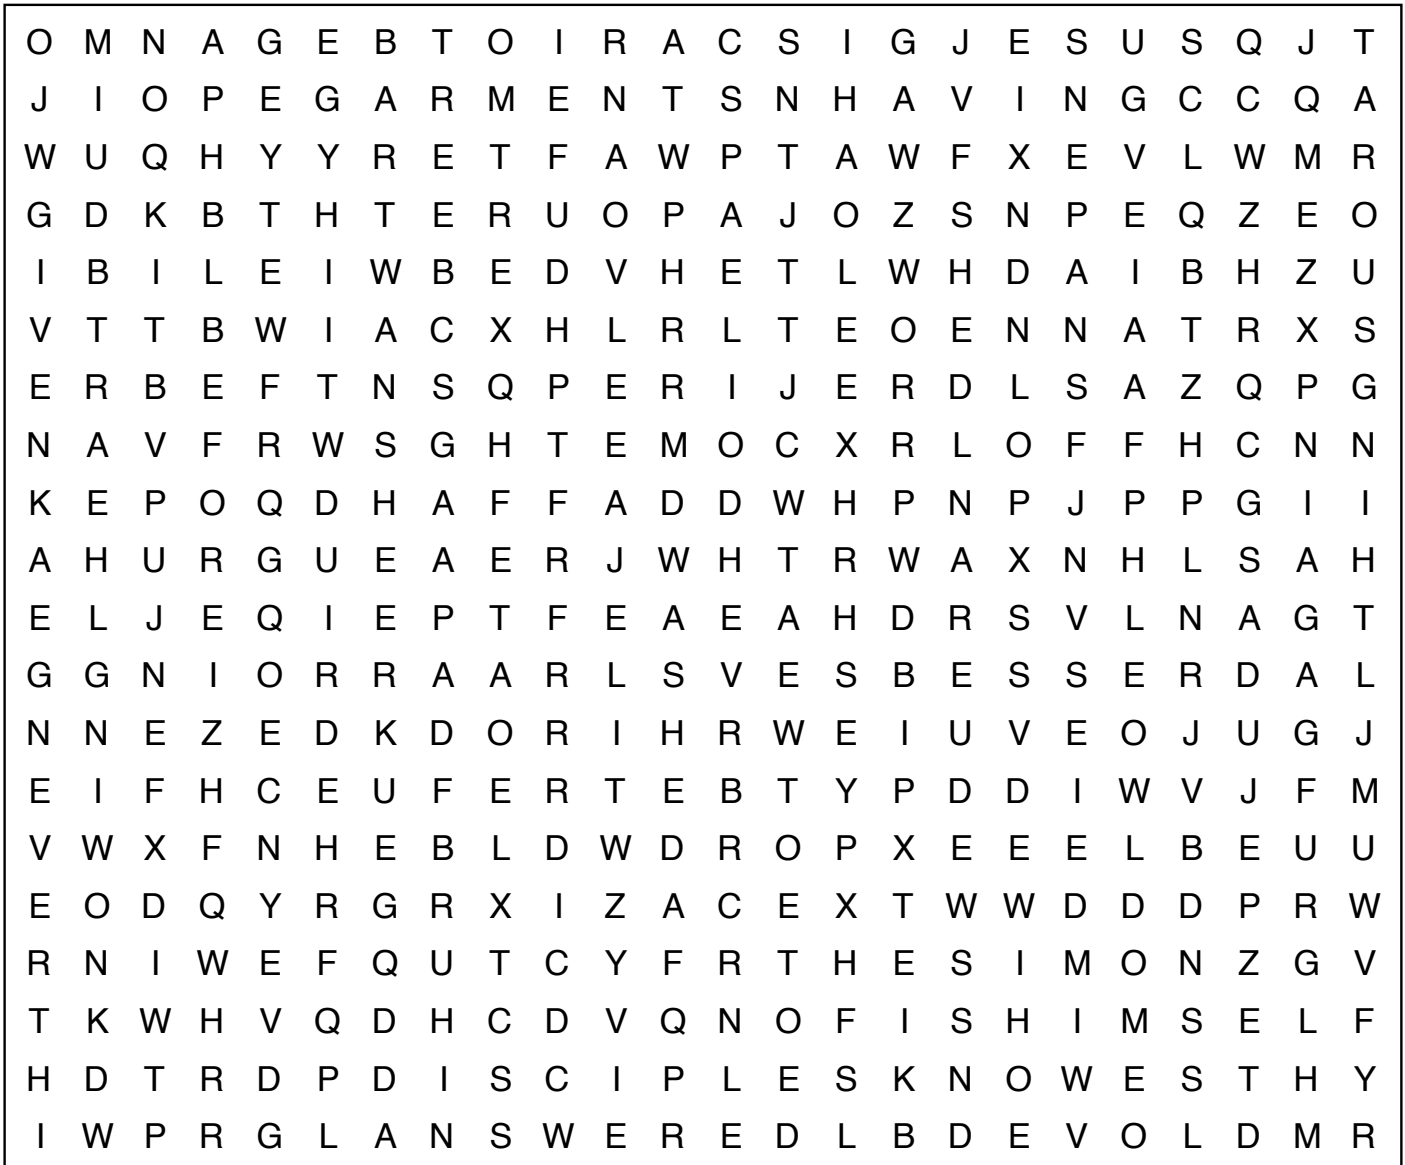 O M N A G E B T O I R A C S I G J E S U S Q J T
J I O P E G A R M E N T S N H A V I N G C C Q A
W U Q H Y Y R E T F A W P T A W F X E V L W M R
G D K B T H T E R U O P A J O Z S N P E Q Z E O
I B I L E I W B E D V H E T L W H D A I B H Z U
V T T B W I A C X H L R L T E O E N N A T R X S
E R B E F T N S Q P E R I J E R D L S A Z Q P G
N A V F R W S G H T E M O C X R L O F F H C N N
K E P O Q D H A F F A D D W H P N P J P P G I I
A H U R G U E A E R J W H T R W A X N H L S A H
E L J E Q I E P T F E A E A H D R S V L N A G T
G G N I O R R A A R L S V E S B E S S E R D A L
N N E Z E D K D O R I H R W E I U V E O J U G J
E I F H C E U F E R T E B T Y P D D I W V J F M
V W X F N H E B L D W D R O P X E E E L B E U U
E O D Q Y R G R X I Z A C E X T W W D D D P R W
R N I W E F Q U T C Y F R T H E S I M O N Z G V
T K W H V Q D H C D V Q N O F I S H I M S E L F
H D T R D P D I S C I P L E S K N O W E S T H Y
I W P R G L A N S W E R E D L B D E V O L D M R